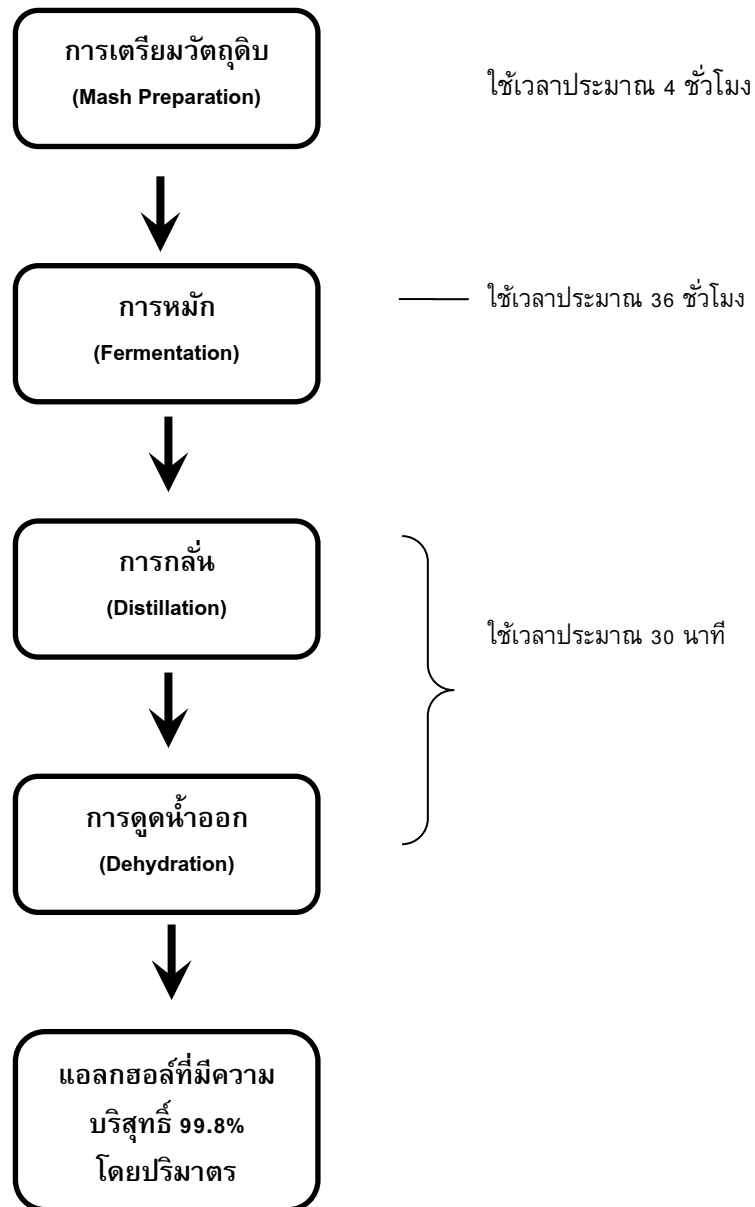 การเตรียมวัตถุดิบ
(Mash Preparation)
ใช้เวลาประมาณ 4 ชั่วโมง
การหมัก
(Fermentation)
ใช้เวลาประมาณ 36 ชั่วโมง
การกลั่น
(Distillation)
ใช้เวลาประมาณ 30 นาที
การดูดน้ำออก
(Dehydration)
แอลกฮอล์ที่มีความ
บริสุทธิ์ 99.8%
โดยปริมาตร